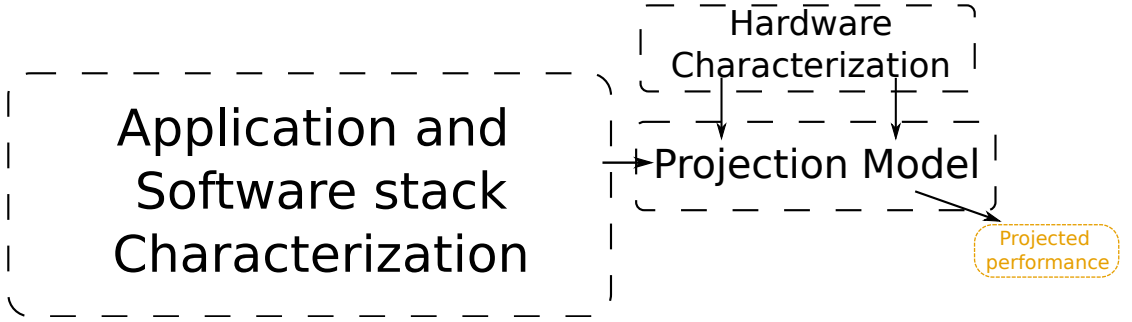 Hardware
Characterization
Application and
Software stack
Characterization
Projection Model
Projected
performance